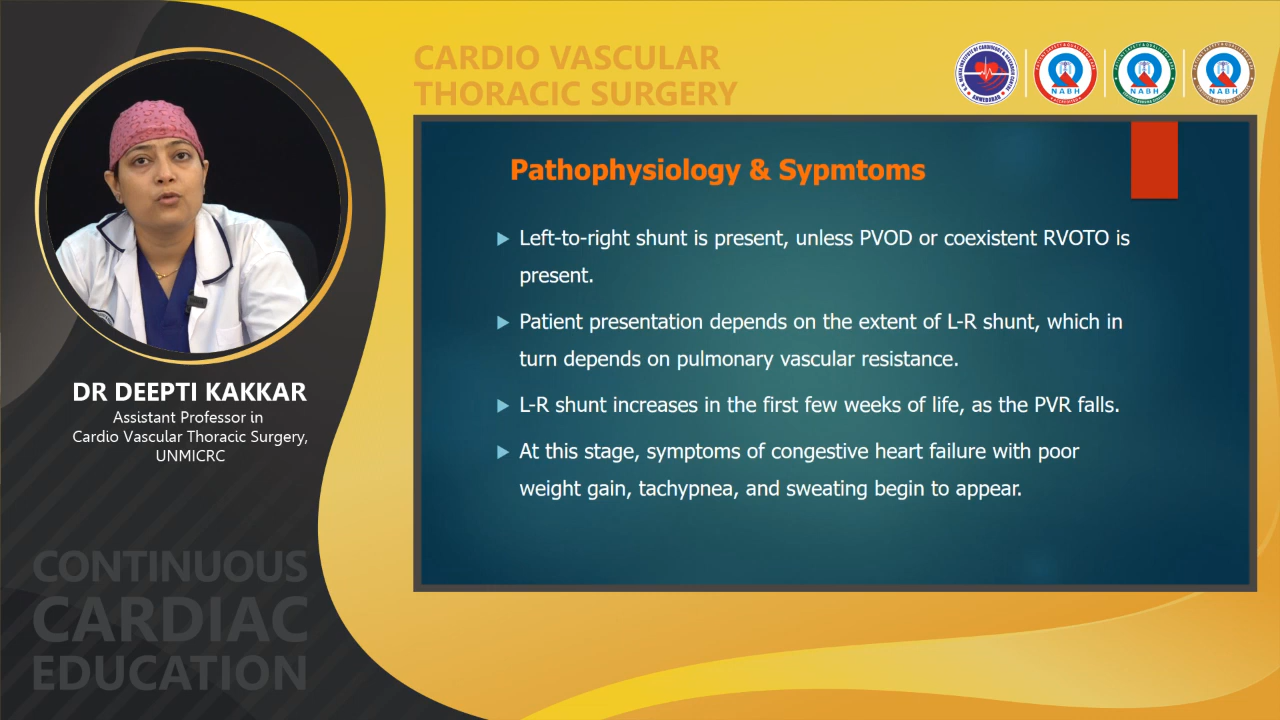 CARDIO VASCULAR
THORACIC SURGERY
NABH
NABH
NABH
Pathophysiology & Sypmtoms
Left-to-right shunt is present, unless PVOD or coexistent RVOTO is
present.
Patient presentation depends on the extent of L-R shunt, which in
turn depends on pulmonary vascular resistance.
L-R shunt increases in the first few weeks of life, as the PVR falls.
At this stage, symptoms of congestive heart failure with poor
weight gain, tachypnea, and sweating begin to appear.
DR DEEPTI KAKKAR
Assistant Professor in
Cardio Vascular Thoracic Surgery,
UNMICRC
CONTINUOUS
CARDIAC
EDUCATION